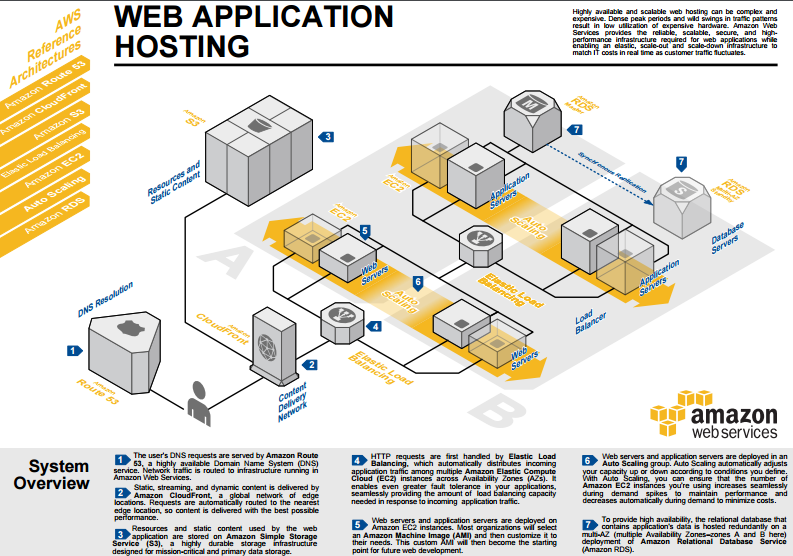 AWS
Reference
Architectures
Amazon Route 53
Amazon CloudFront
Amazon S3
Elastic Load Balancing
Amazon EC2
Auto Scaling
Amazon RDS
WEB APPLICATION
HOSTING
Highly available and scalable web hosting can be complex and
expensive. Dense peak periods and wild swings in traffic patterns
result in low utilization of expensive hardware. Amazon Web
Services provides the reliable, scalable, secure, and high-
performance infrastructure required for web applications while
enabling an elastic, scale-out and scale-down infrastructure to
match IT costs in real time as customer traffic fluctuates.
Amazon
S3
3
Resources and
Static Content
Amazon
EC2
M
Amazon
RDS
Master
7
Synchronous Replication
7
S
Amazon
RDS
Database
Servers
Application
Servers
Auto
Scaling
Application
Servers
Elastic Load
Balancing
Load
Balancer
A
Amazon
EC2
5
Web
Servers
6
Auto
Scaling
Web
Servers
B
4
Elastic Load
Balancing
DNS Resolution
1
Amazon
Route 53
Amazon
CloudFront
2
Content
Delivery
Network
amazon
web services
System
Overview
1 The user's DNS requests are served by Amazon Route
53, a highly available Domain Name System (DNS)
service. Network traffic is routed to infrastructure running in
Amazon Web Services.
2 Static, streaming, and dynamic content is delivered by
Amazon CloudFront, a global network of edge
locations. Requests are automatically routed to the nearest
edge location, so content is delivered with the best possible
performance.
3 Resources and static content used by the web
application are stored on Amazon Simple Storage
Service (S3), a highly durable storage infrastructure
designed for mission-critical and primary data storage.
4 HTTP requests are first handled by Elastic Load
Balancing, which automatically distributes incoming
application traffic among multiple Amazon Elastic Compute
Cloud (EC2) instances across Availability Zones (AZs). It
enables even greater fault tolerance in your applications,
seamlessly providing the amount of load balancing capacity
needed in response to incoming application traffic.
5 Web servers and application servers are deployed on
Amazon EC2 instances. Most organizations will select
an Amazon Machine Image (AMI) and then customize it to
their needs. This custom AMI will then become the starting
point for future web development.
6 Web servers and application servers are deployed in an
Auto Scaling group. Auto Scaling automatically adjusts
your capacity up or down according to conditions you define.
With Auto Scaling, you can ensure that the number of
Amazon EC2 instances you're using increases seamlessly
during demand spikes to maintain performance and
decreases automatically during demand to minimize costs.
7 To provide high availability, the relational database that
contains application's data is hosted redundantly on a
multi-AZ (multiple Availability Zones–zones A and B here)
deployment of Amazon Relational Database Service
(Amazon RDS).